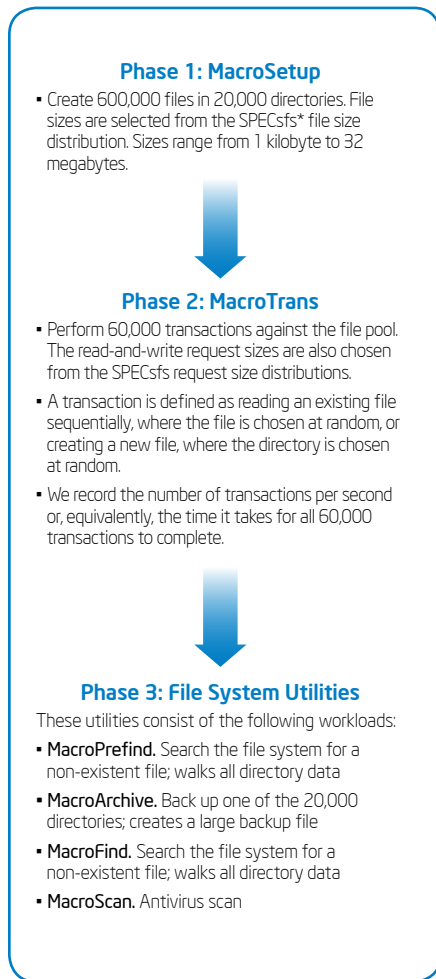 Phase 1: MacroSetup
▪ Create 600,000 files in 20,000 directories. File
sizes are selected from the SPECsfs* file size
distribution. Sizes range from 1 kilobyte to 32
megabytes.
Phase 2: MacroTrans
▪ Perform 60,000 transactions against the file pool.
The read-and-write request sizes are also chosen
from the SPECsfs request size distributions.
▪ A transaction is defined as reading an existing file
sequentially, where the file is chosen at random, or
creating a new file, where the directory is chosen
at random.
▪ We record the number of transactions per second
or, equivalently, the time it takes for all 60,000
transactions to complete.
Phase 3: File System Utilities
These utilities consist of the following workloads:
▪ MacroPrefind. Search the file system for a
non-existent file; walks all directory data
▪ MacroArchive. Back up one of the 20,000
directories; creates a large backup file
▪ MacroFind. Search the file system for a
non-existent file; walks all directory data
▪ MacroScan. Antivirus scan